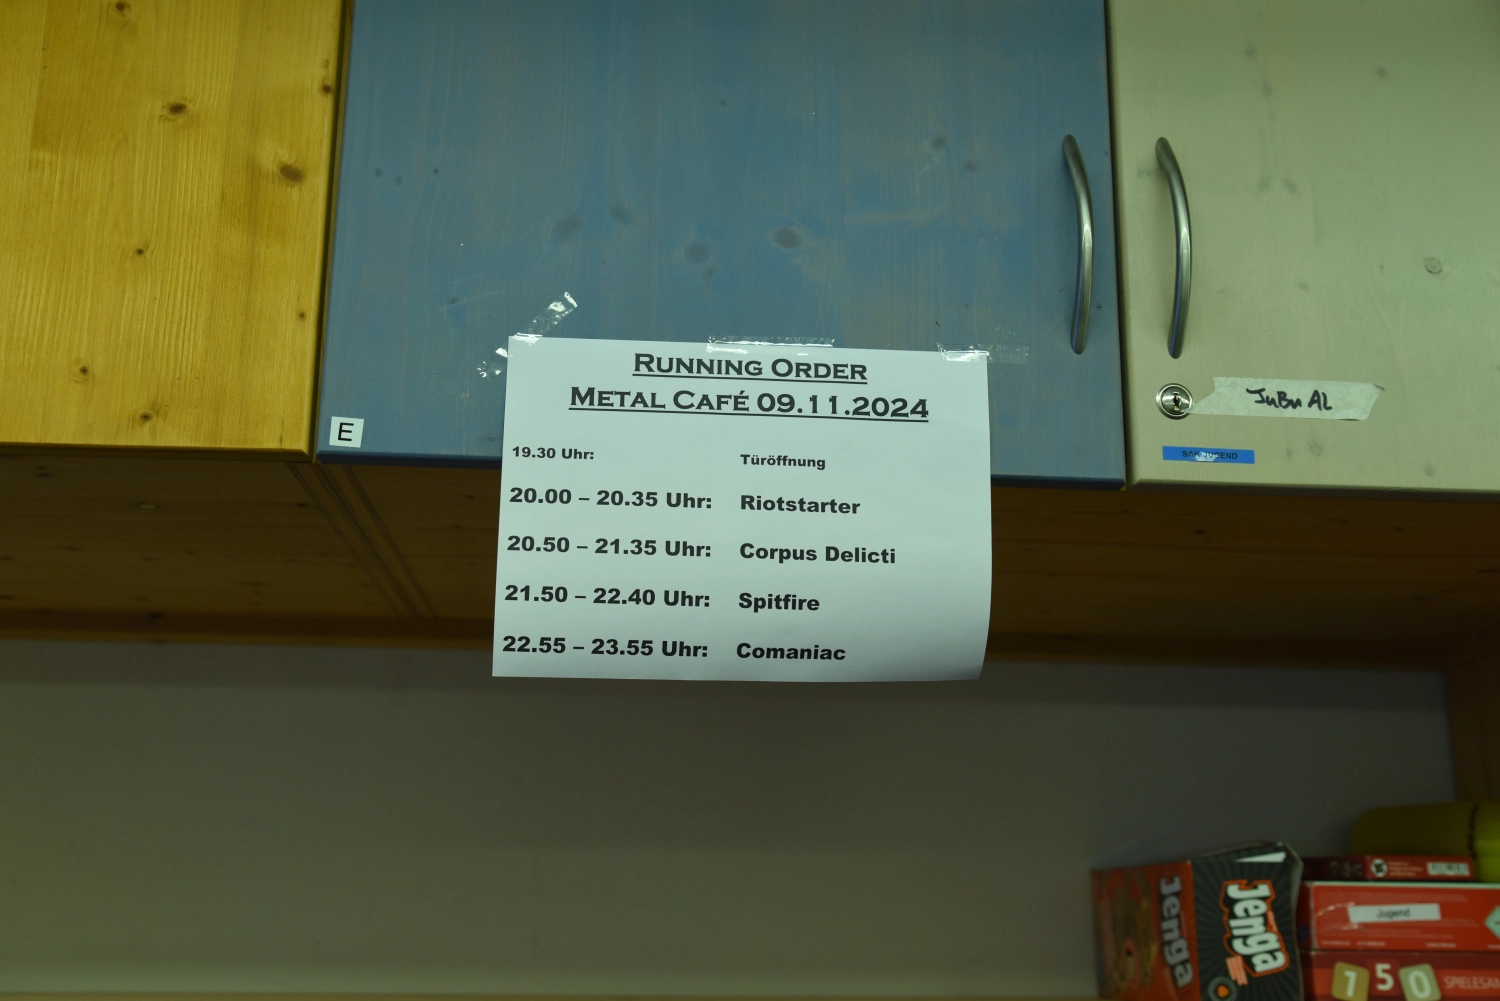 RUNNING ORDER
METAL CAFÉ 09.11.2024
19.30 Uhr: Türöffnung
20.00 – 20.35 Uhr: Riotstarter
20.50 – 21.35 Uhr: Corpus Delicti
21.50 – 22.40 Uhr: Spitfire
22.55 – 23.55 Uhr: Comaniac
E
JuBu AL
JUGEND
Jenga
Jenga
Jugend
150